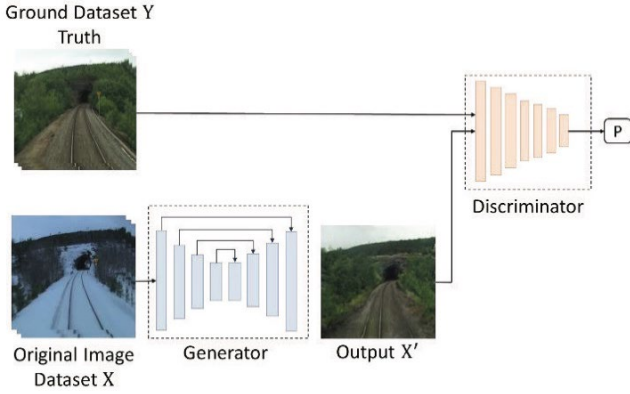 Ground Dataset Y
Truth
P
Discriminator
Original Image
Dataset X
Generator
Output X'